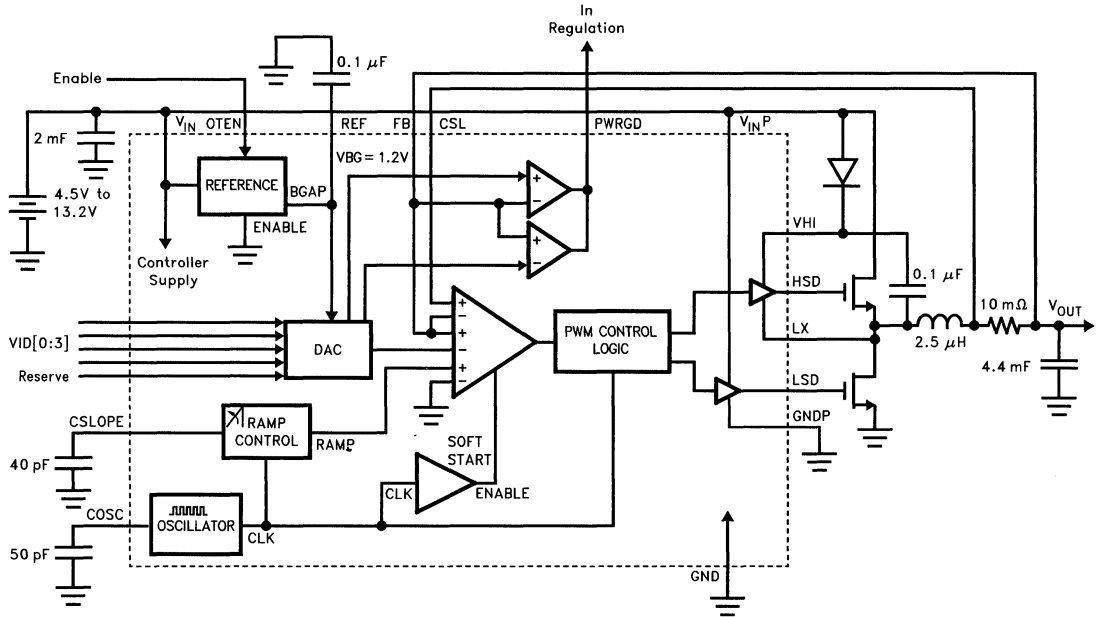 In
Regulation
0.1 µF
Enable
V_IN OTEN
REF
FB
CSL
PWRGD
V_INP
2 mF
VBG = 1.2V
REFERENCE
BGAP
ENABLE
4.5V to
13.2V
Controller
Supply
VHI
HSD
0.1 µF
LX
10 mΩ
V_OUT
2.5 µH
4.4 mF
+
−
+
−
+
−
+
−
+
−
VID[0:3]
Reserve
DAC
PWM CONTROL
LOGIC
LSD
GNDP
CSLOPE
RAMP
CONTROL
RAMP
40 pF
SOFT
START
CLK
ENABLE
COSC
OSCILLATOR
CLK
50 pF
GND